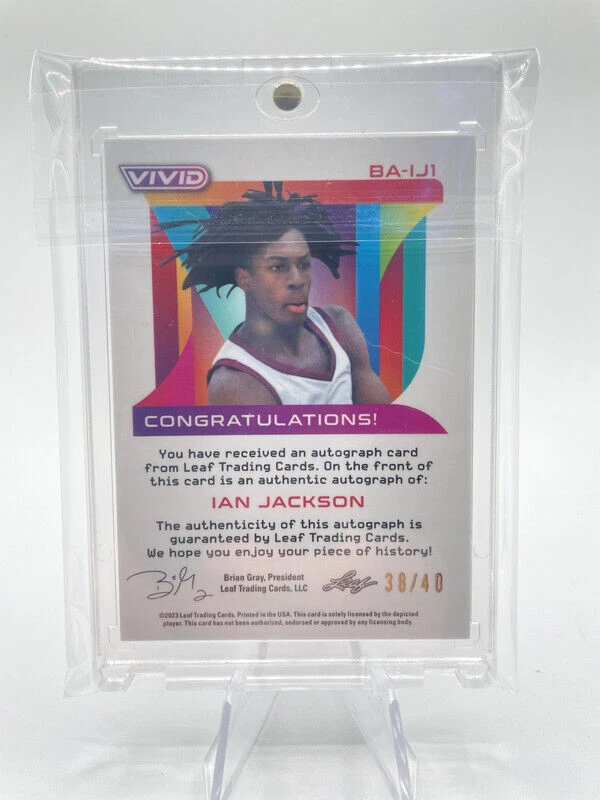 VIVID
BA-IJ1
CONGRATULATIONS!
You have received an autograph card
from Leaf Trading Cards. On the front of
this card is an authentic autograph of:
IAN JACKSON
The authenticity of this autograph is
guaranteed by Leaf Trading Cards.
We hope you enjoy your piece of history!
Brian Gray, President
Leaf Trading Cards, LLC
Leaf
38/40
©2023 Leaf Trading Cards. Printed in the USA. This card is solely licensed by the depicted
player. This card has not been authorized, endorsed or approved by any licensing body.